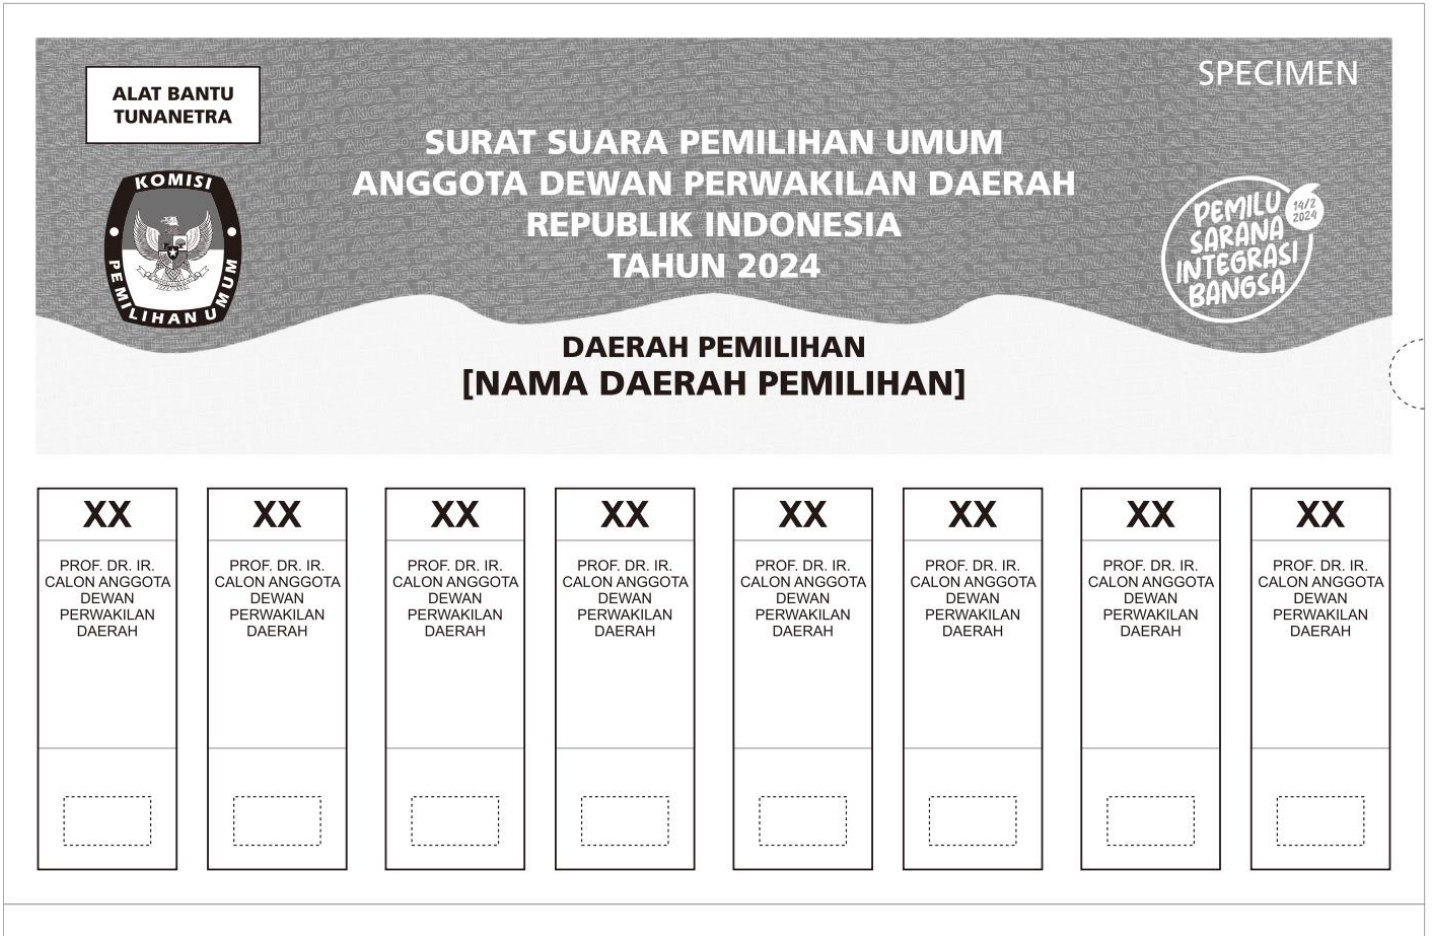 SPECIMEN
ALAT BANTU
TUNANETRA
SURAT SUARA PEMILIHAN UMUM
ANGGOTA DEWAN PERWAKILAN DAERAH
REPUBLIK INDONESIA
TAHUN 2024
KOMISI
PEMILIHAN UMUM
PEMILU
SARANA
INTEGRASI
BANGSA
14/2
2024
DAERAH PEMILIHAN
[NAMA DAERAH PEMILIHAN]
XX
PROF. DR. IR.
CALON ANGGOTA
DEWAN
PERWAKILAN
DAERAH
XX
PROF. DR. IR.
CALON ANGGOTA
DEWAN
PERWAKILAN
DAERAH
XX
PROF. DR. IR.
CALON ANGGOTA
DEWAN
PERWAKILAN
DAERAH
XX
PROF. DR. IR.
CALON ANGGOTA
DEWAN
PERWAKILAN
DAERAH
XX
PROF. DR. IR.
CALON ANGGOTA
DEWAN
PERWAKILAN
DAERAH
XX
PROF. DR. IR.
CALON ANGGOTA
DEWAN
PERWAKILAN
DAERAH
XX
PROF. DR. IR.
CALON ANGGOTA
DEWAN
PERWAKILAN
DAERAH
XX
PROF. DR. IR.
CALON ANGGOTA
DEWAN
PERWAKILAN
DAERAH